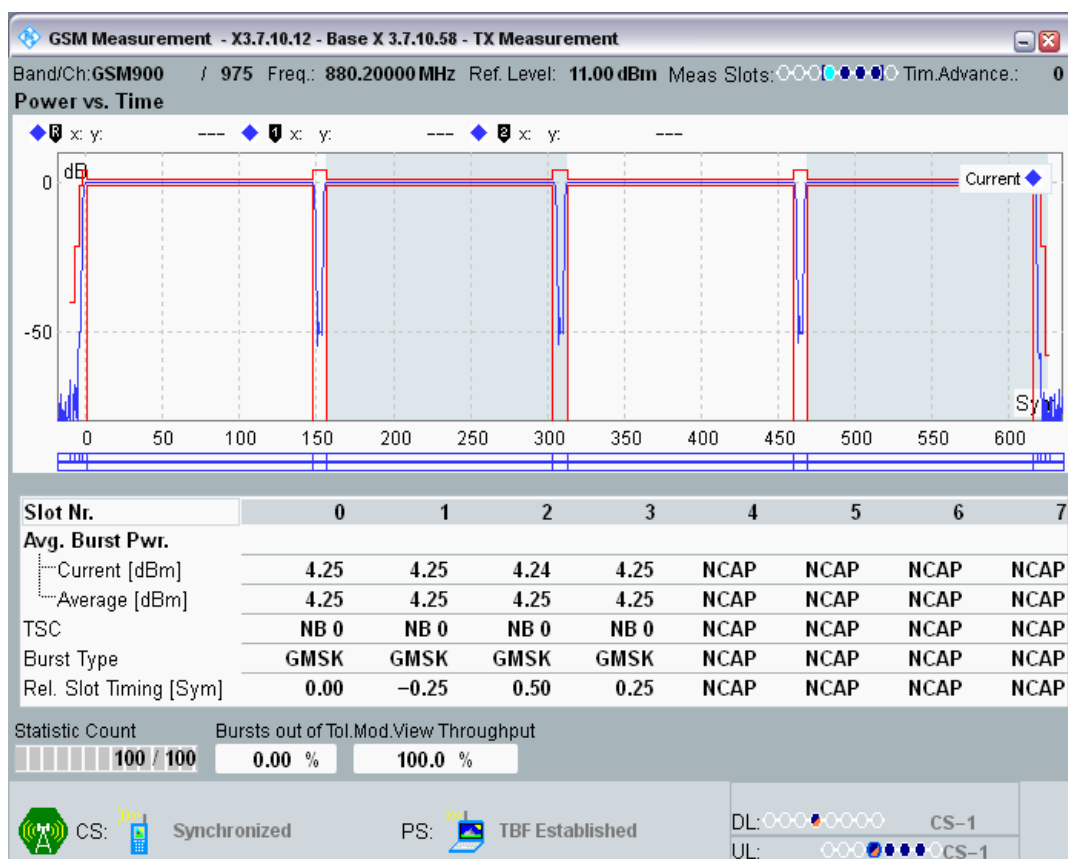 GSM Measurement - X3.7.10.12 - Base X 3.7.10.58 - TX Measurement
Band/Ch:GSM900 / 975 Freq.: 880.20000 MHz Ref. Level: 11.00 dBm Meas Slots: Tim.Advance.: 0
Power vs. Time
R x: y: --- 1 x: y: --- 2 x: y: ---
dB
0
Current
-50
0 50 100 150 200 250 300 350 400 450 500 550 600
Slot Nr. 0 1 2 3 4 5 6 7
Avg. Burst Pwr.
Current [dBm] 4.25 4.25 4.24 4.25 NCAP NCAP NCAP NCAP
Average [dBm] 4.25 4.25 4.25 4.25 NCAP NCAP NCAP NCAP
TSC NB 0 NB 0 NB 0 NB 0 NCAP NCAP NCAP NCAP
Burst Type GMSK GMSK GMSK GMSK NCAP NCAP NCAP NCAP
Rel. Slot Timing [Sym] 0.00 −0.25 0.50 0.25 NCAP NCAP NCAP NCAP
Statistic Count Bursts out of Tol. Mod.View Throughput
100 / 100 0.00 % 100.0 %
CS: Synchronized PS: TBF Established
DL: CS−1
UL: CS−1